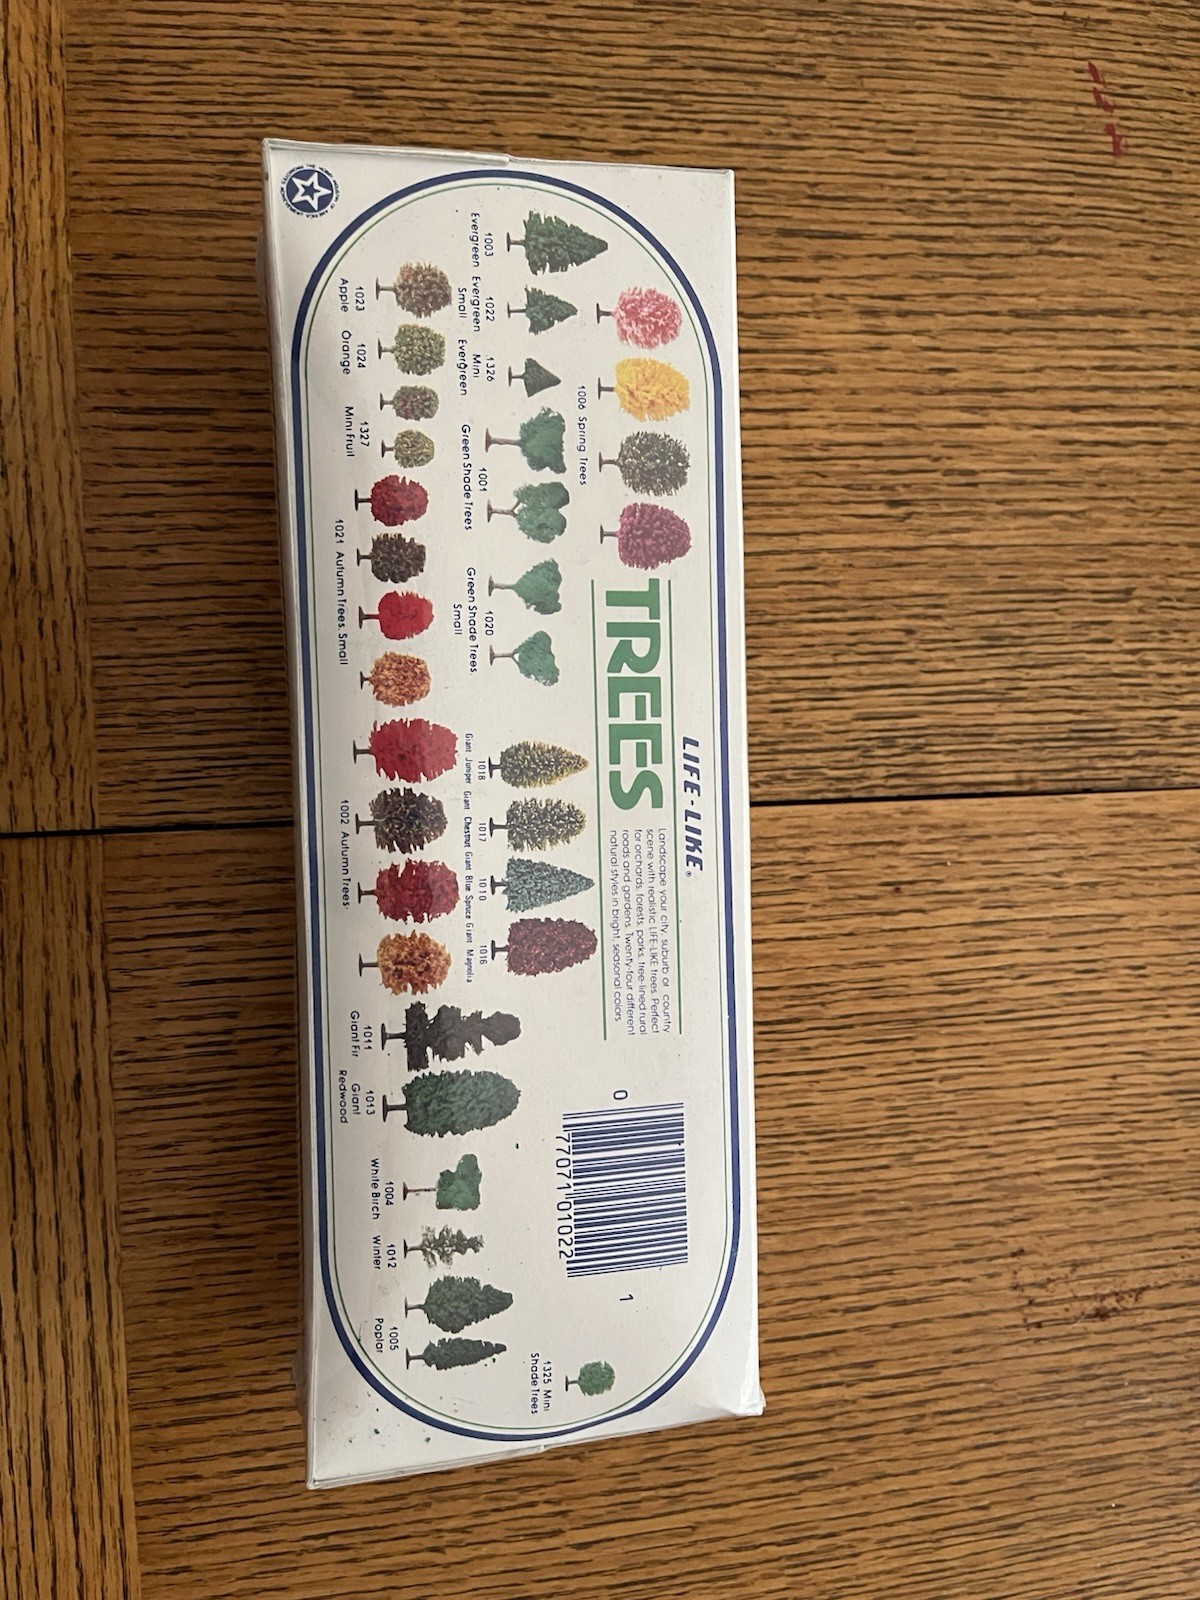 LIFE-LIKE®
TREES
Landscape your city, suburb or country
scene with realistic LIFE-LIKE trees. Perfect
for orchards, forests, parks, tree-lined rural
roads and gardens. Twenty-four different
natural styles in bright, seasonal colors
1006 Spring Trees
0 77071 01022 1
1003
Evergreen
1022
Evergreen
Small
1326
Mini
Evergreen
1001
Green Shade Trees
1020
Green Shade Trees,
Small
1018
Giant Juniper
1017
Giant Chestnut
1010
Giant Blue Spruce
1016
Giant Magnolia
1325 Mini
Shade Trees
1023
Apple
1024
Orange
1327
Mini Fruit
1021 Autumn Trees, Small
1002 Autumn Trees
1011
Giant Fir
1013
Giant
Redwood
1004
White Birch
1012
Winter
1005
Poplar